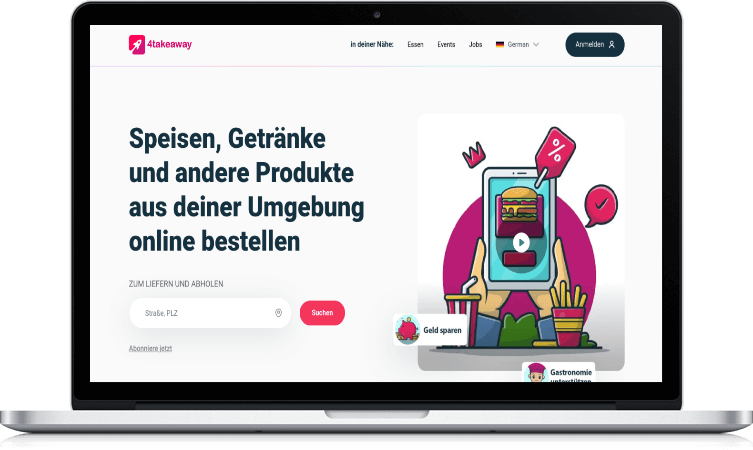 4takeaway
in deiner Nähe:
Essen
Events
Jobs
German
Anmelden
Speisen, Getränke
und andere Produkte
aus deiner Umgebung
online bestellen
%
ZUM LIEFERN UND ABHOLEN
Straße, PLZ
Suchen
Geld sparen
Abonniere jetzt
Gastronomie
unterstützen